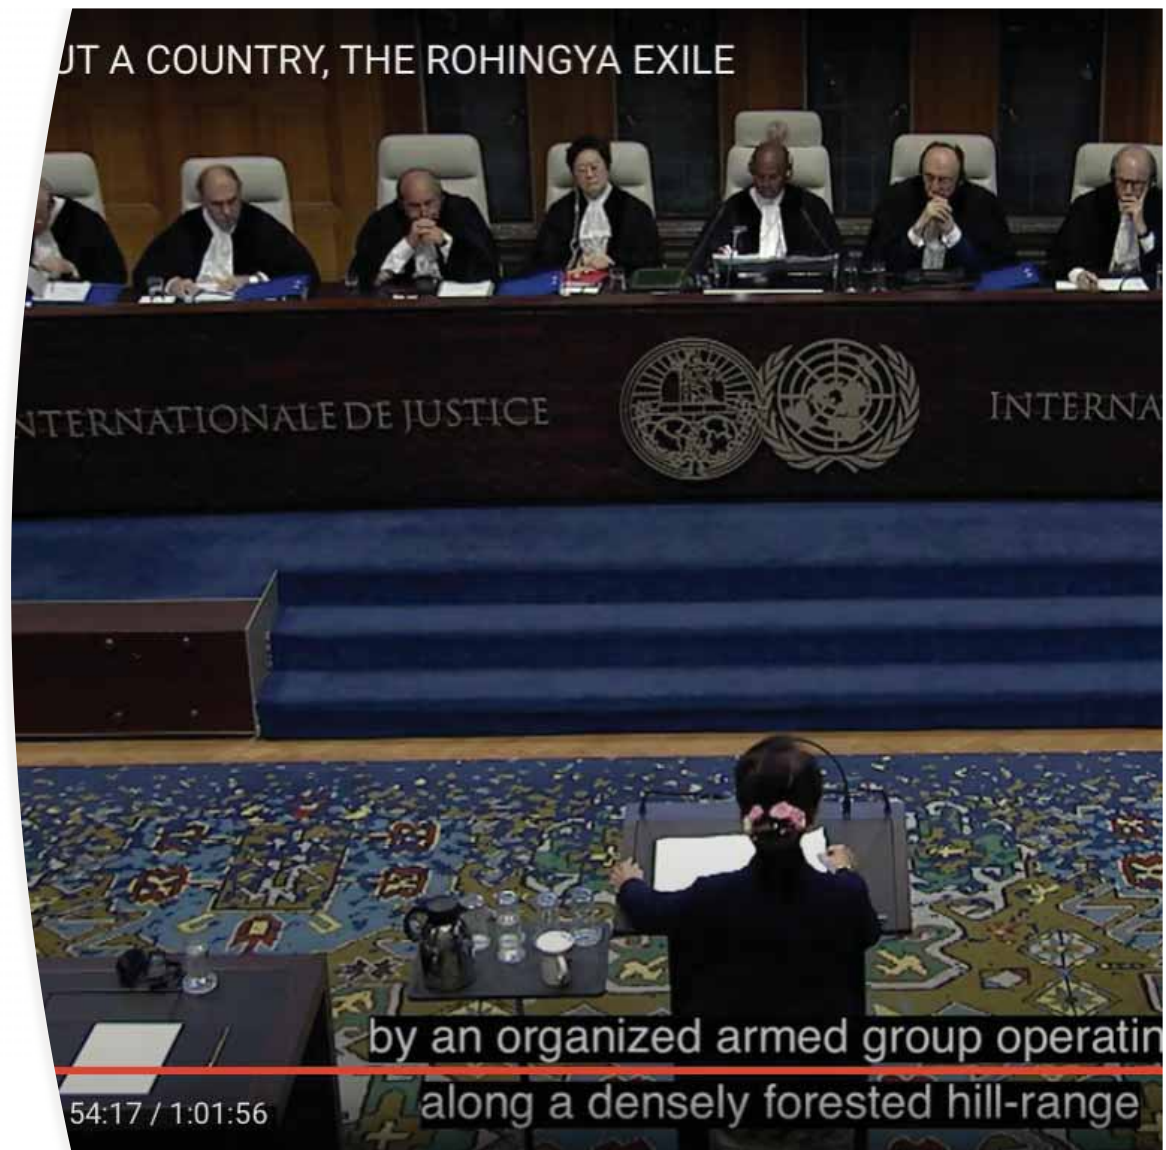 UT A COUNTRY, THE ROHINGYA EXILE
NTERNATIONALE DE JUSTICE
INTERNA
by an organized armed group operatin
along a densely forested hill-range
54:17 / 1:01:56